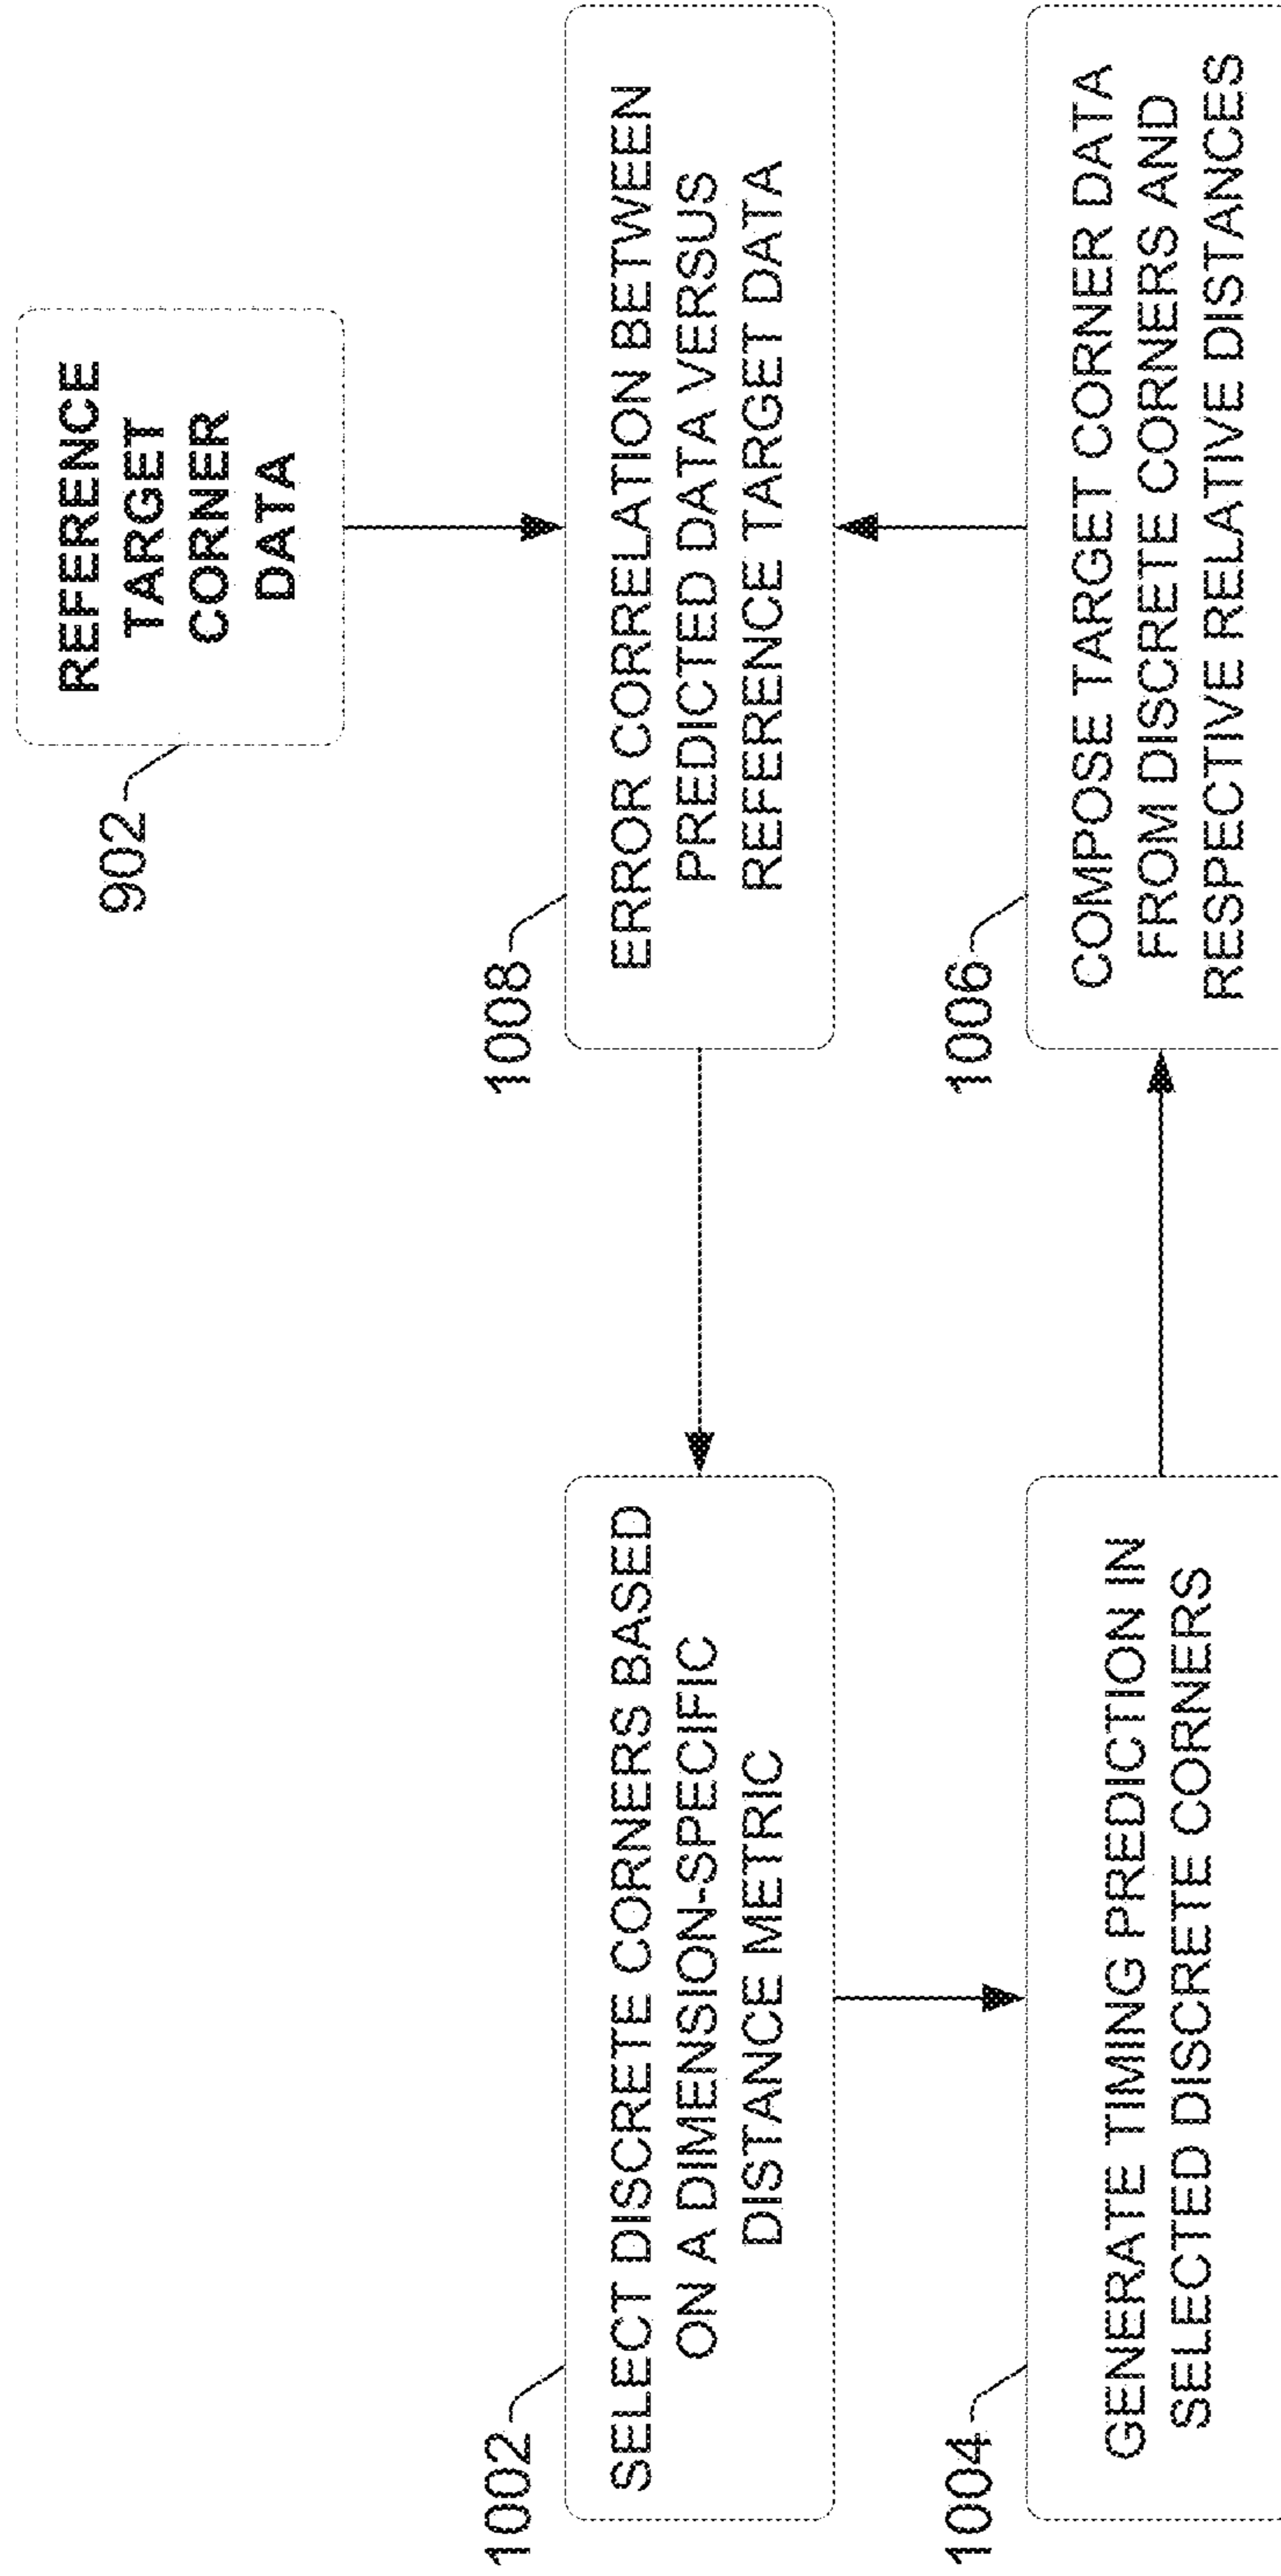 902
REFERENCE
TARGET
CORNER
DATA
1002
SELECT DISCRETE CORNERS BASED
ON A DIMENSION-SPECIFIC
DISTANCE METRIC
1008
ERROR CORRELATION BETWEEN
PREDICTED DATA VERSUS
REFERENCE TARGET DATA
1004
GENERATE TIMING PREDICTION IN
SELECTED DISCRETE CORNERS
1006
COMPOSE TARGET CORNER DATA
FROM DISCRETE CORNERS AND
RESPECTIVE RELATIVE DISTANCES